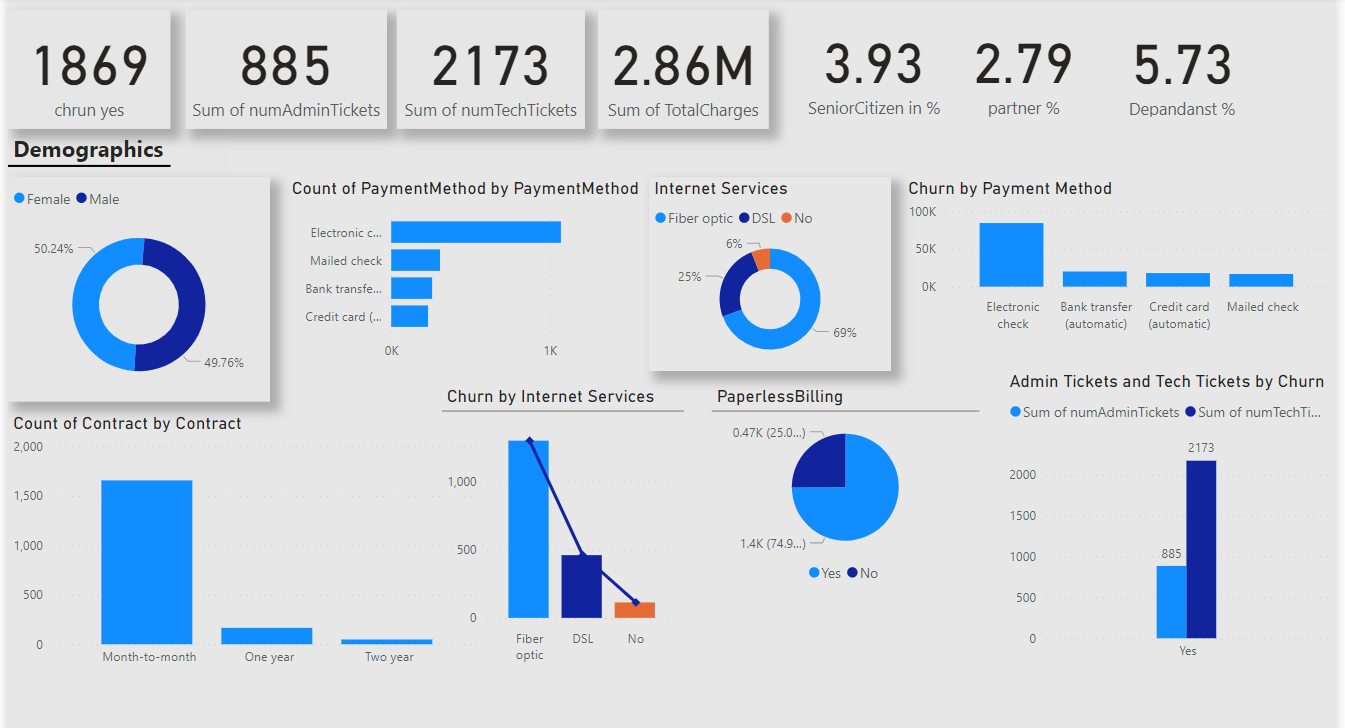 1869
chrun yes
885
Sum of numAdminTickets
2173
Sum of numTechTickets
2.86M
Sum of TotalCharges
3.93
SeniorCitizen in %
2.79
partner %
5.73
Depandanst %
Demographics
Female Male
50.24%
49.76%
Count of PaymentMethod by PaymentMethod
Electronic c...
Mailed check
Bank transfe...
Credit card (...
0K 1K
Internet Services
Fiber optic DSL No
6%
25%
69%
Churn by Payment Method
100K
50K
0K
Electronic
check
Bank transfer
(automatic)
Credit card
(automatic)
Mailed check
Count of Contract by Contract
2,000
1,500
1,000
500
0
Month-to-month One year Two year
Churn by Internet Services
1,000
500
0
Fiber
optic
DSL
No
PaperlessBilling
0.47K (25.0...)
1.4K (74.9...)
Yes No
Admin Tickets and Tech Tickets by Churn
Sum of numAdminTickets Sum of numTechTi...
2173
2000
1500
1000
885
500
0
Yes